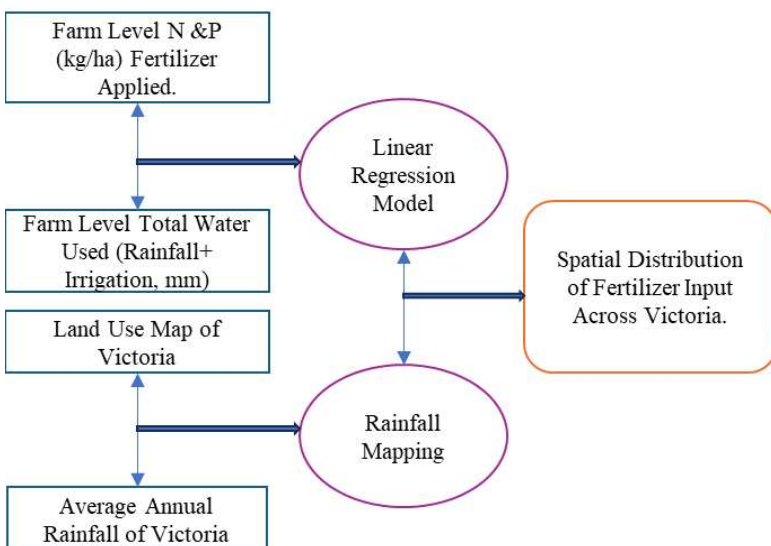 Farm Level N &P
(kg/ha) Fertilizer
Applied.
Linear
Regression
Model
Farm Level Total Water
Used (Rainfall+
Irrigation, mm)
Spatial Distribution
of Fertilizer Input
Across Victoria.
Land Use Map of
Victoria
Rainfall
Mapping
Average Annual
Rainfall of Victoria